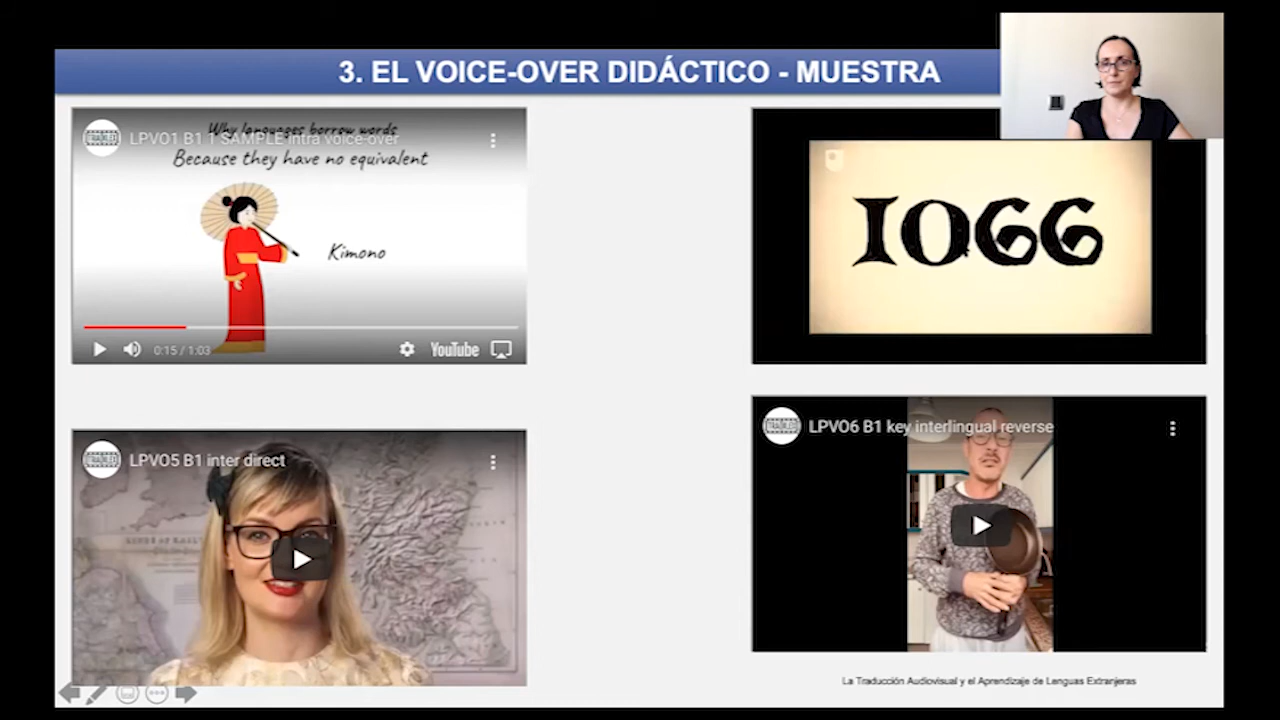 3. EL VOICE-OVER DIDÁCTICO - MUESTRA
Why languages borrow words
LPVO1 B1 1 SAMPLE intra voice-over
Because they have no equivalent
Kimono
0:15 / 1:03
YouTube
1066
LPVO5 B1 inter direct
LPVO6 B1 key interlingual reverse
La Traducción Audiovisual y el Aprendizaje de Lenguas Extranjeras